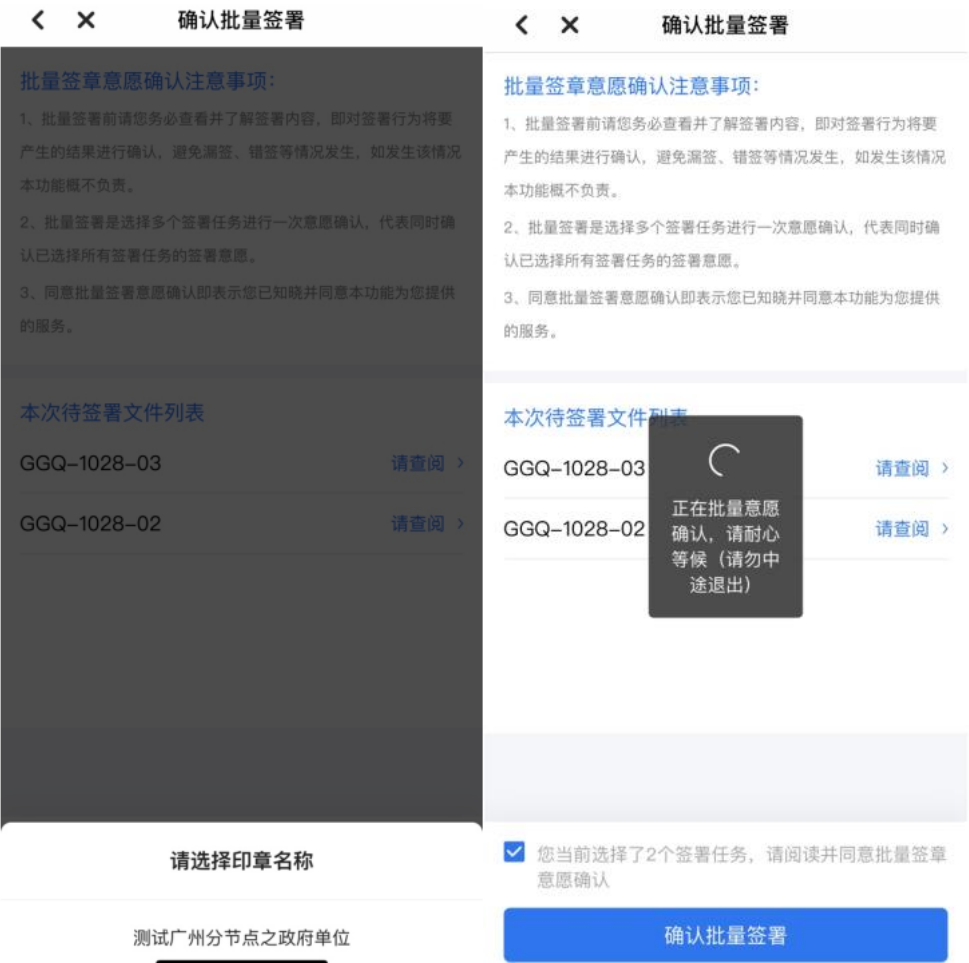 确认批量签署
批量签章意愿确认注意事项:
1、批量签署前请您务必查看并了解签署内容，即对签署行为将要
产生的结果进行确认，避免漏签、错签等情况发生，如发生该情况
本功能概不负责。
2、批量签署是选择多个签署任务进行一次意愿确认，代表同时确
认已选择所有签署任务的签署意愿。
3、同意批量签署意愿确认即表示您已知晓并同意本功能为您提供
的服务。
本次待签署文件列表
GGQ-1028-03 请查阅
GGQ-1028-02 请查阅
请选择印章名称
测试广州分节点之政府单位
确认批量签署
批量签章意愿确认注意事项:
1、批量签署前请您务必查看并了解签署内容，即对签署行为将要
产生的结果进行确认，避免漏签、错签等情况发生，如发生该情况
本功能概不负责。
2、批量签署是选择多个签署任务进行一次意愿确认，代表同时确
认已选择所有签署任务的签署意愿。
3、同意批量签署意愿确认即表示您已知晓并同意本功能为您提供
的服务。
本次待签署文件列表
GGQ-1028-03 请查阅
GGQ-1028-02 请查阅
正在批量意愿
确认，请耐心
等候（请勿中
途退出）
您当前选择了2个签署任务，请阅读并同意批量签章
意愿确认
确认批量签署